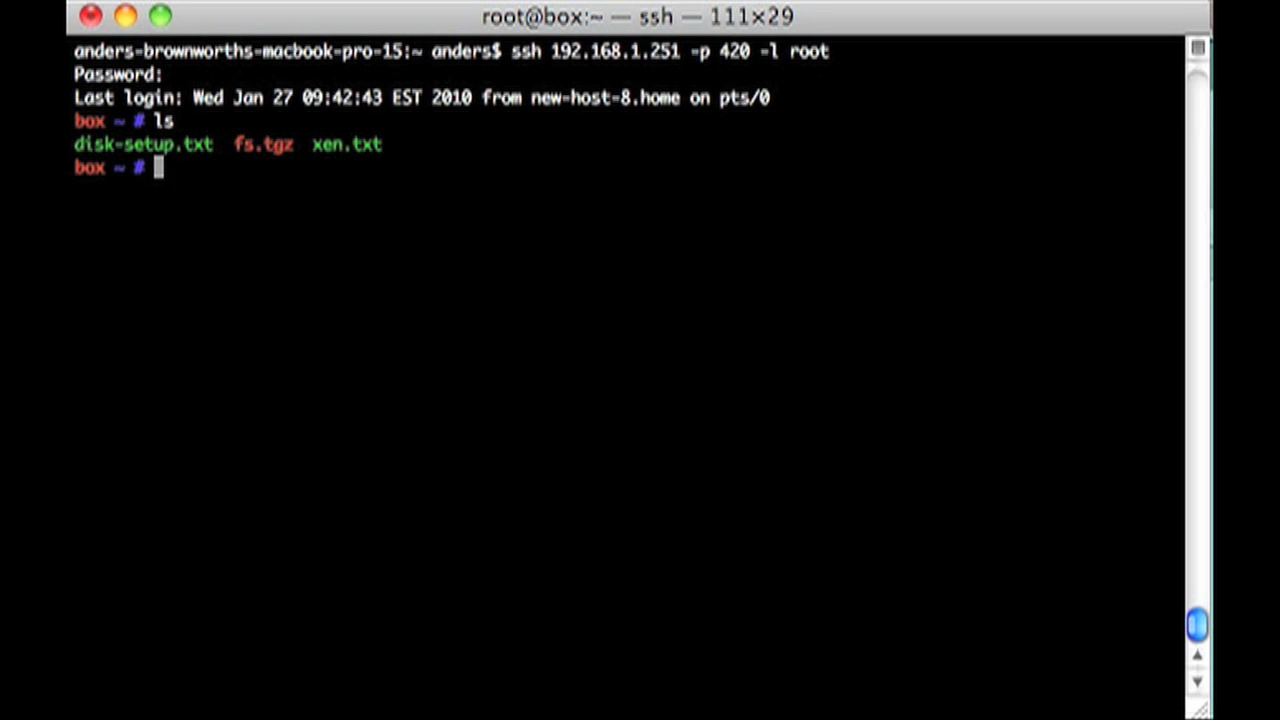 root@box:~ — ssh — 111×29
anders-brownworths-macbook-pro-15:~ anders$ ssh 192.168.1.251 -p 420 -l root
Password:
Last login: Wed Jan 27 09:42:43 EST 2010 from new-host-8.home on pts/0
box ~ # ls
disk-setup.txt  fs.tgz  xen.txt
box ~ #